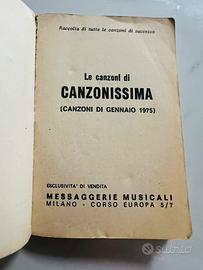 Raccolta di tutte le canzoni di successo
Le canzoni di
CANZONISSIMA
(CANZONI DI GENNAIO 1975)
ESCLUSIVITA' DI VENDITA
MESSAGGERIE MUSICALI
MILANO - CORSO EUROPA 5/7
subito